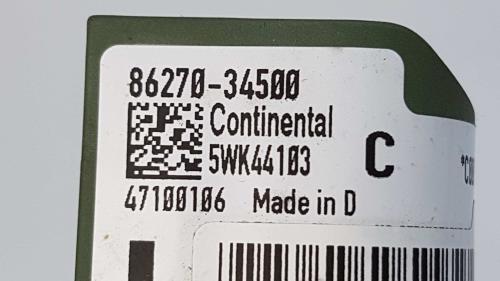 86270-34500
Continental
5WK44103
C
47100106 Made in D